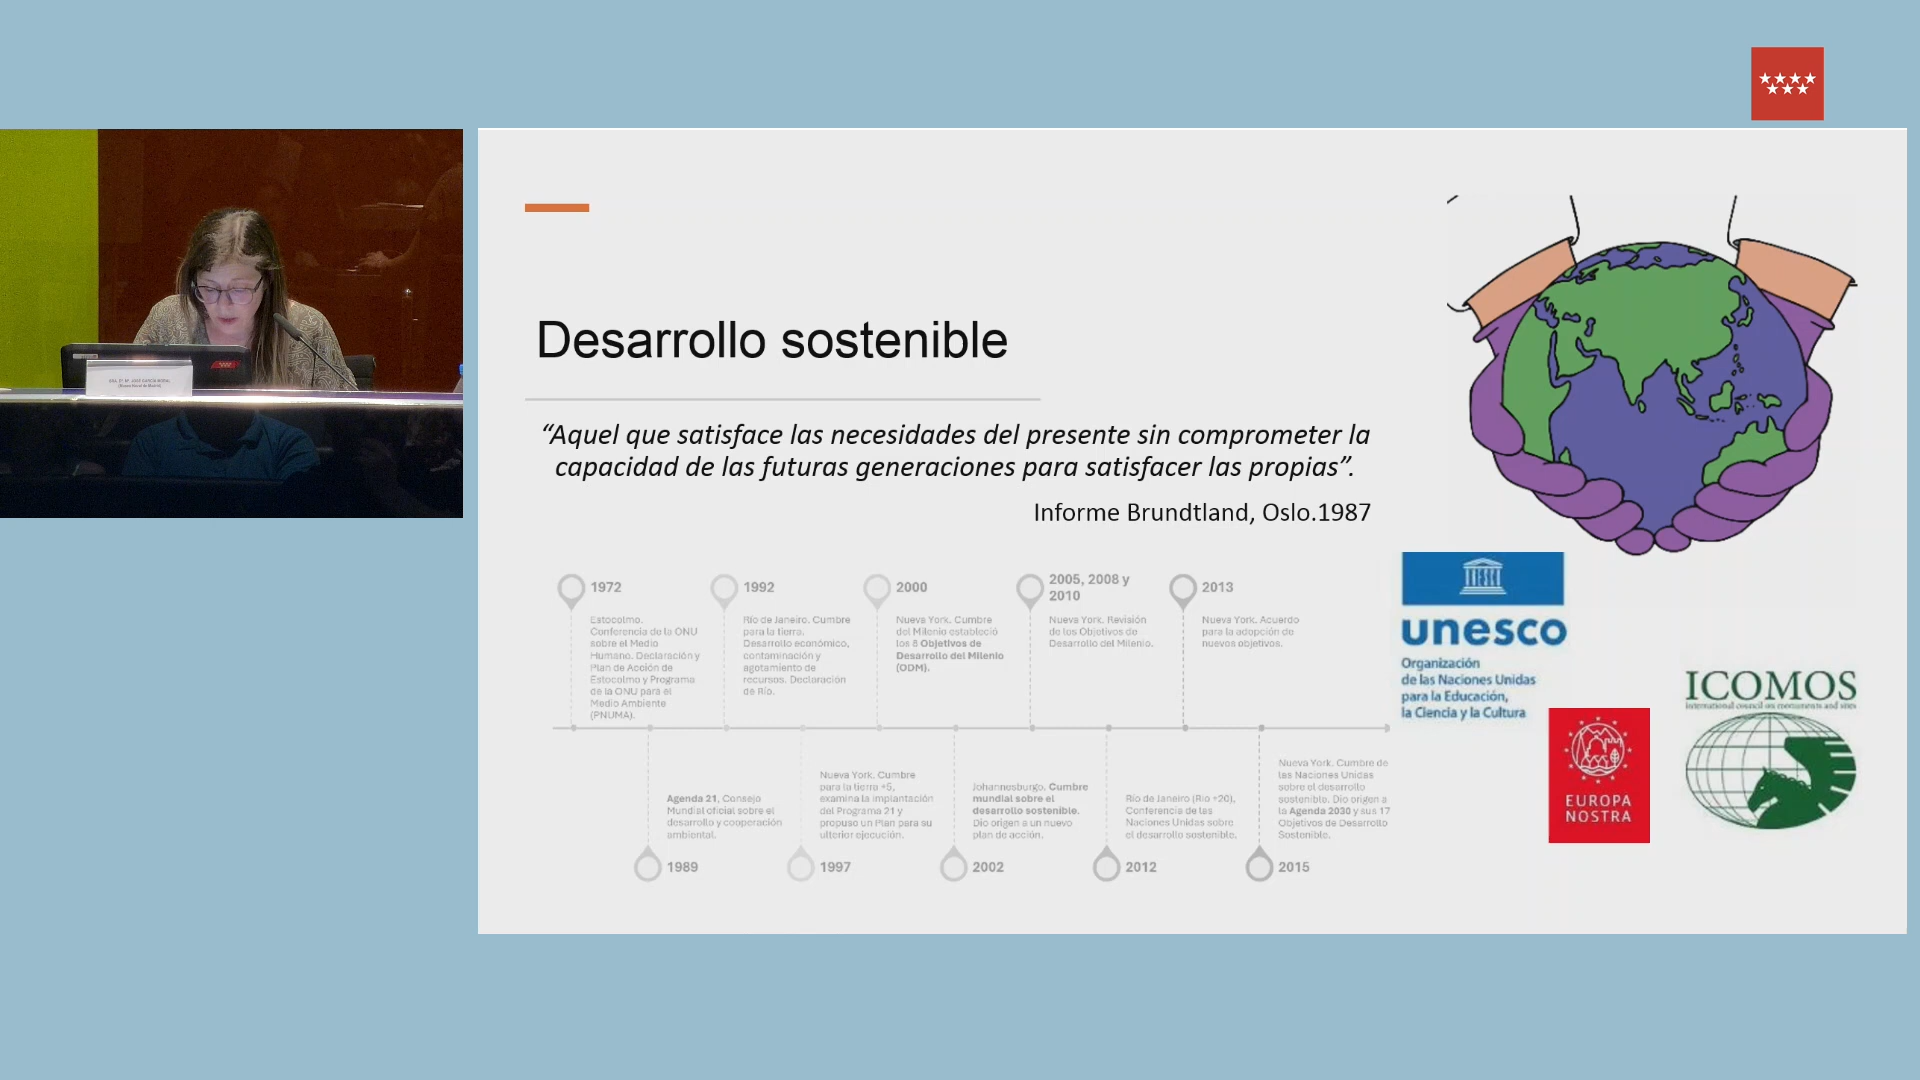 Desarrollo sostenible
“Aquel que satisface las necesidades del presente sin comprometer la
capacidad de las futuras generaciones para satisfacer las propias”.
Informe Brundtland, Oslo.1987
1972
Estocolmo.
Conferencia de la ONU
sobre el Medio
Humano. Declaración y
Plan de Acción de
Estocolmo y Programa
de la ONU para el
Medio Ambiente
(PNUMA).
1992
Río de Janeiro. Cumbre
para la tierra.
Desarrollo económico,
contaminación y
agotamiento de
recursos. Declaración
de Río.
2000
Nueva York. Cumbre
del Milenio estableció
los 8 Objetivos de
Desarrollo del Milenio
(ODM).
2005, 2008 y
2010
Nueva York. Revisión
de los Objetivos de
Desarrollo del Milenio.
2013
Nueva York. Acuerdo
para la adopción de
nuevos objetivos.
Agenda 21, Consejo
Mundial oficial sobre el
desarrollo y cooperación
ambiental.
1989
Nueva York. Cumbre
para la tierra +5,
examina la implantación
del Programa 21 y
propuso un Plan para su
ulterior ejecución.
1997
Johannesburgo. Cumbre
mundial sobre el
desarrollo sostenible.
Dio origen a un nuevo
plan de acción.
2002
Río de Janeiro (Rio +20),
Conferencia de las
Naciones Unidas sobre
el desarrollo sostenible.
2012
Nueva York. Cumbre de
las Naciones Unidas
sobre el desarrollo
sostenible. Dio origen a
la Agenda 2030 y sus 17
Objetivos de Desarrollo
Sostenible.
2015
unesco
Organización
de las Naciones Unidas
para la Educación,
la Ciencia y la Cultura
EUROPA
NOSTRA
ICOMOS
international council on monuments and sites